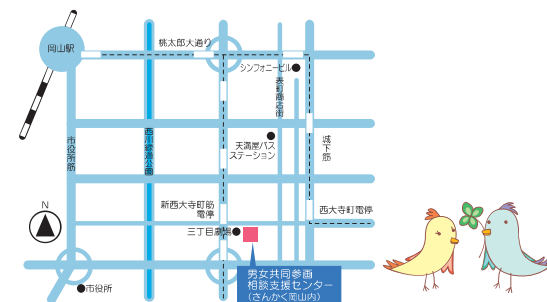 岡山駅
桃太郎大通り
シンフォニービル
表町商店街
市役所筋
西川緑道公園
天満屋バス
ステーション
城下筋
新西大寺町筋
電停
西大寺町電停
三丁目劇場
N
男女共同参画
相談支援センター
(さんかく岡山内)
市役所